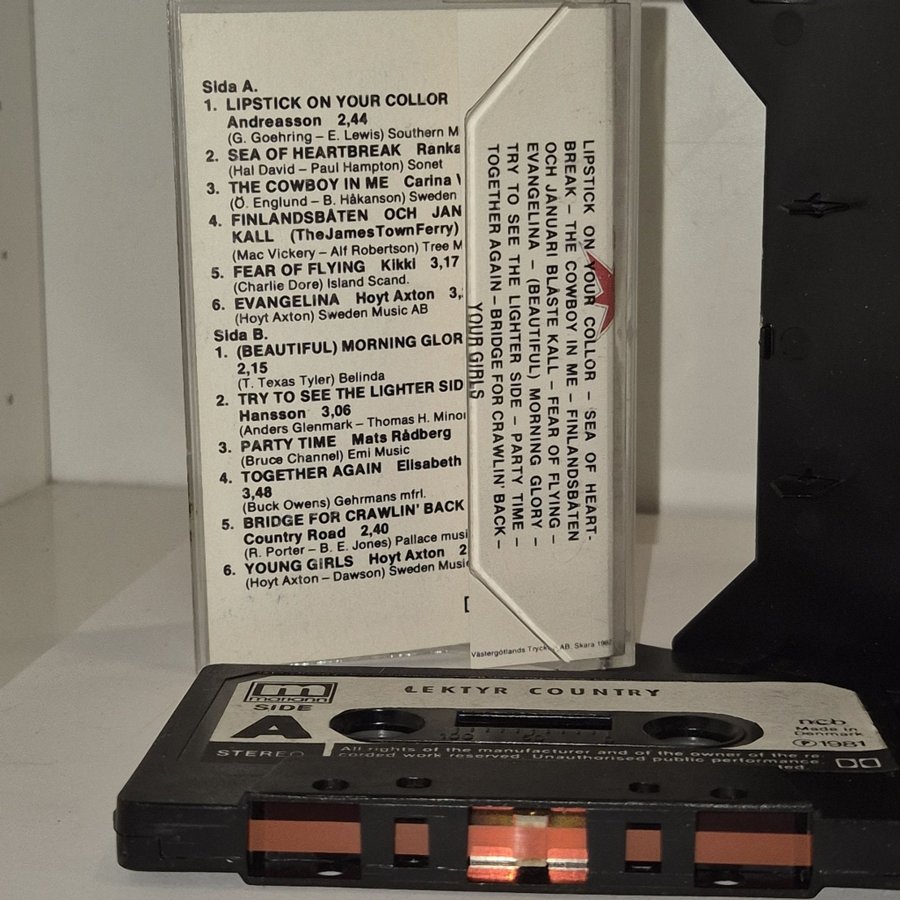 Sida A.
1. LIPSTICK ON YOUR COLLOR
Andreasson 2,44
(G. Goehring – E. Lewis) Southern M
2. SEA OF HEARTBREAK Ranka
(Hal David – Paul Hampton) Sonet
3. THE COWBOY IN ME Carina
(Ö. Englund – B. Håkanson) Sweden
4. FINLANDSBÅTEN OCH JAN
KALL (TheJamesTownFerry)
(Mac Vickery – Alf Robertson) Tree M
5. FEAR OF FLYING Kikki 3,17
(Charlie Dore) Island Scand.
6. EVANGELINA Hoyt Axton 3,
(Hoyt Axton) Sweden Music AB
Sida B.
1. (BEAUTIFUL) MORNING GLOR
2,15
(T. Texas Tyler) Belinda
2. TRY TO SEE THE LIGHTER SID
Hansson 3,06
(Anders Glenmark – Thomas H. Minor
3. PARTY TIME Mats Rådberg
(Bruce Channel) Emi Music
4. TOGETHER AGAIN Elisabeth
3,48
(Buck Owens) Gehrmans mfrl.
5. BRIDGE FOR CRAWLIN' BACK
Country Road 2,40
(R. Porter – B. E. Jones) Pallace musi
6. YOUNG GIRLS Hoyt Axton 2
(Hoyt Axton – Dawson) Sweden Musi
LIPSTICK ON YOUR COLLOR – SEA OF HEART-
BREAK – THE COWBOY IN ME – FINLANDSBÅTEN
OCH JANUARI BLÅSTE KALL – FEAR OF FLYING –
EVANGELINA – (BEAUTIFUL) MORNING GLORY –
TRY TO SEE THE LIGHTER SIDE – PARTY TIME –
TOGETHER AGAIN – BRIDGE FOR CRAWLIN' BACK –
YOUR GIRLS
Västergötlands Tryck AB. Skara
mariann
LEKTYR COUNTRY
SIDE
A
STEREO
ncb
Made in
Denmark
Ⓟ 1981
All rights of the manufacturer and of the owner of the re
corded work reserved. Unauthorised public performance
ted.